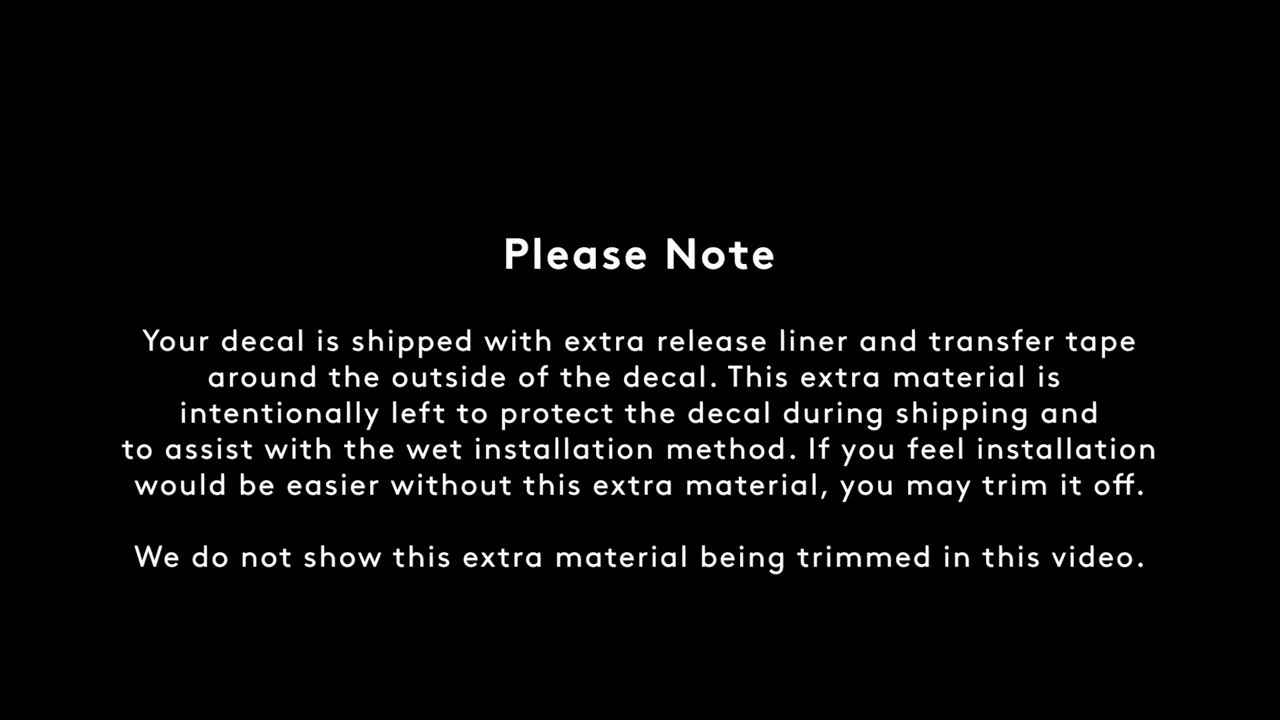 Please Note
Your decal is shipped with extra release liner and transfer tape
around the outside of the decal. This extra material is
intentionally left to protect the decal during shipping and
to assist with the wet installation method. If you feel installation
would be easier without this extra material, you may trim it off.
We do not show this extra material being trimmed in this video.